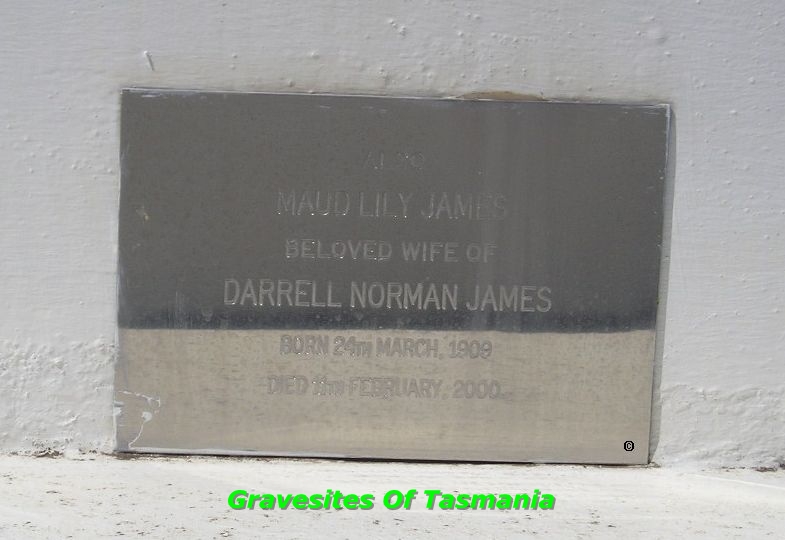 ALSO
MAUD LILY JAMES
BELOVED WIFE OF
DARRELL NORMAN JAMES
BORN 24TH MARCH, 1909
DIED 11TH FEBRUARY, 2000.
©
Gravesites Of Tasmania